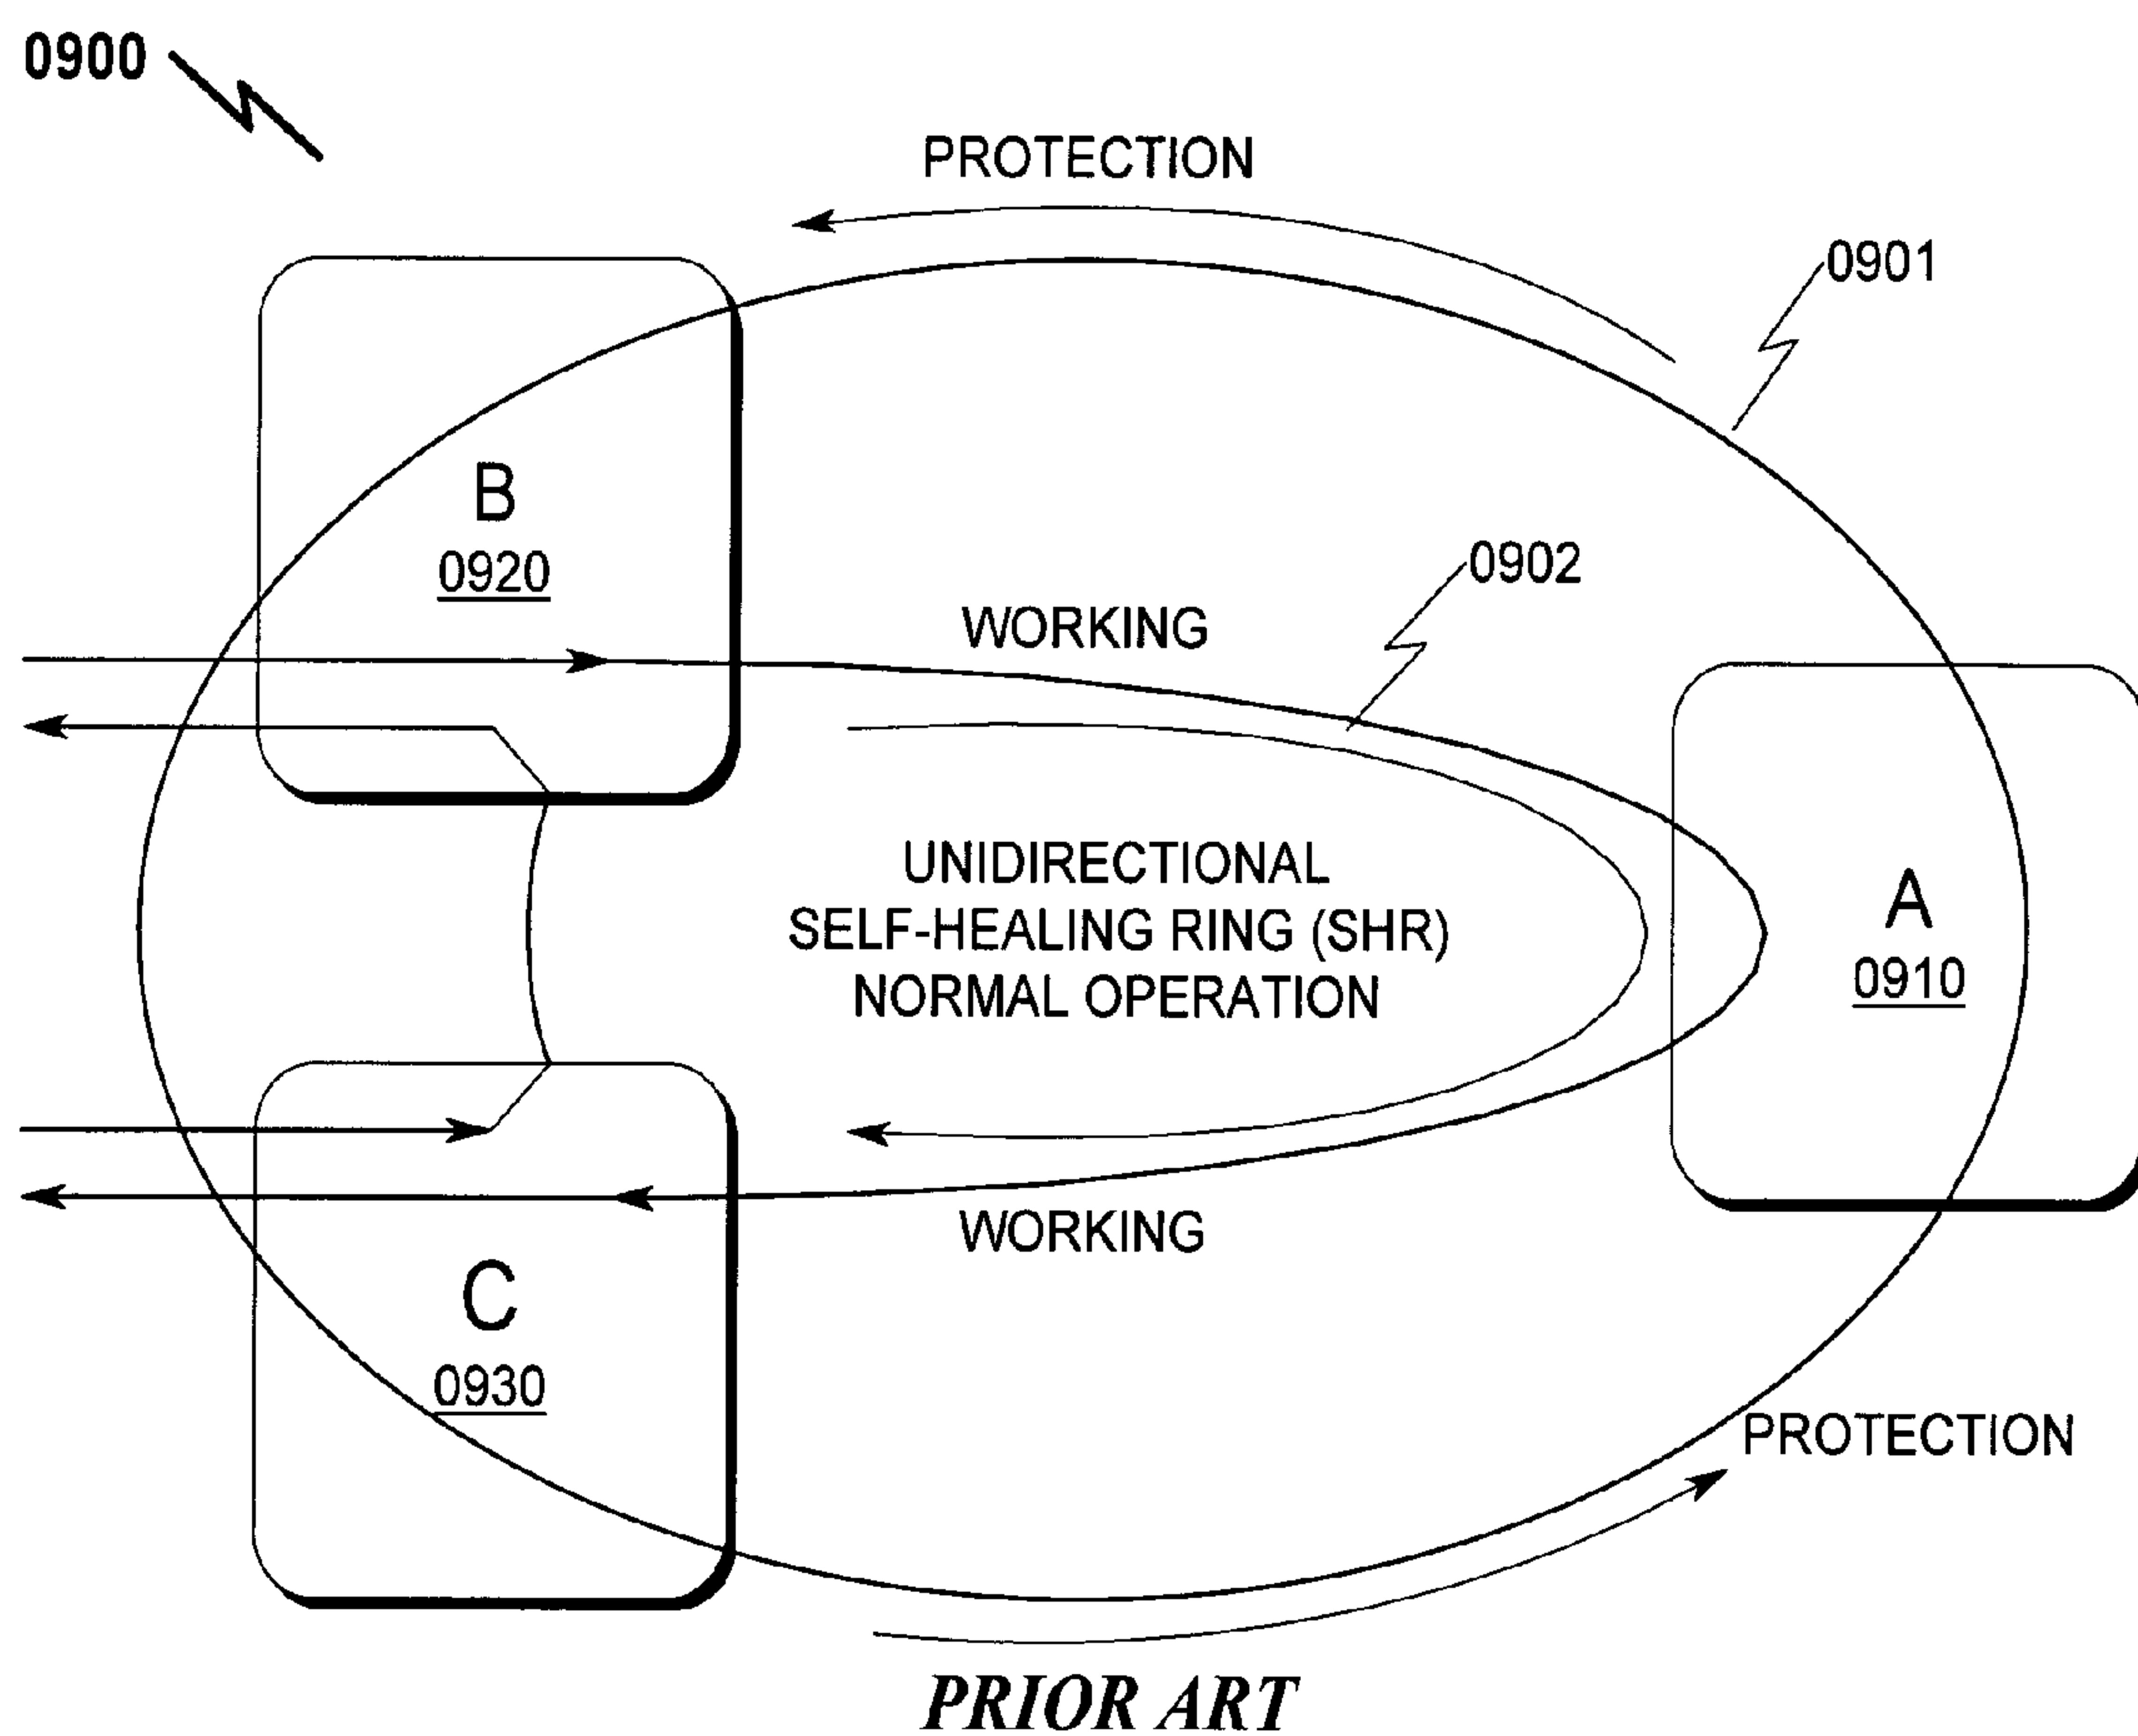 0900
PROTECTION
0901
B
0920
0902
WORKING
UNIDIRECTIONAL
SELF-HEALING RING (SHR)
NORMAL OPERATION
A
0910
WORKING
C
0930
PROTECTION
PRIOR ART